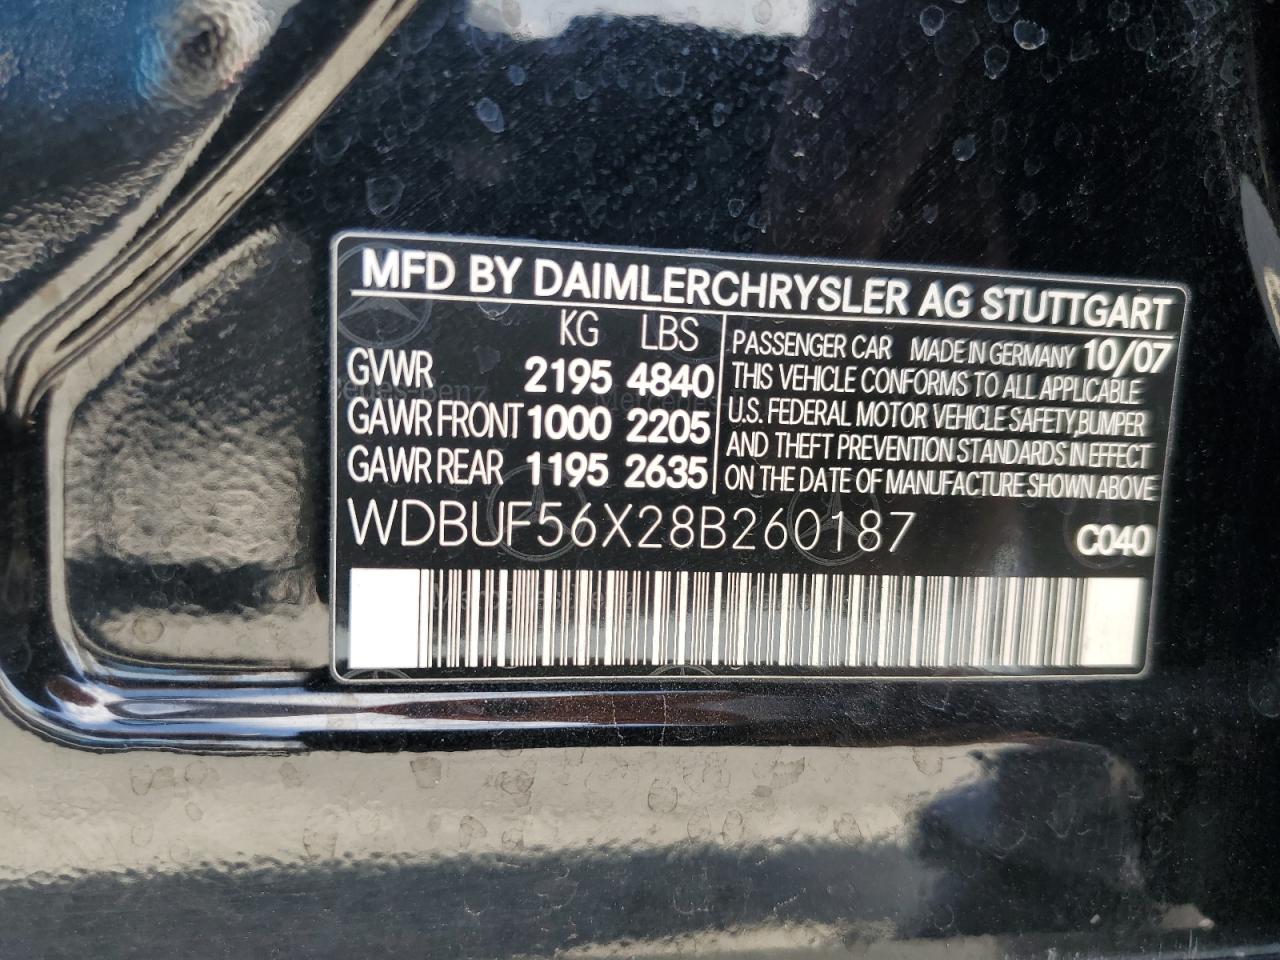 MFD BY DAIMLERCHRYSLER AG STUTTGART
KG LBS
GVWR 2195 4840
GAWR FRONT 1000 2205
GAWR REAR 1195 2635
PASSENGER CAR MADE IN GERMANY 10/07
THIS VEHICLE CONFORMS TO ALL APPLICABLE
U.S. FEDERAL MOTOR VEHICLE SAFETY,BUMPER
AND THEFT PREVENTION STANDARDS IN EFFECT
ON THE DATE OF MANUFACTURE SHOWN ABOVE
WDBUF56X28B260187 C040